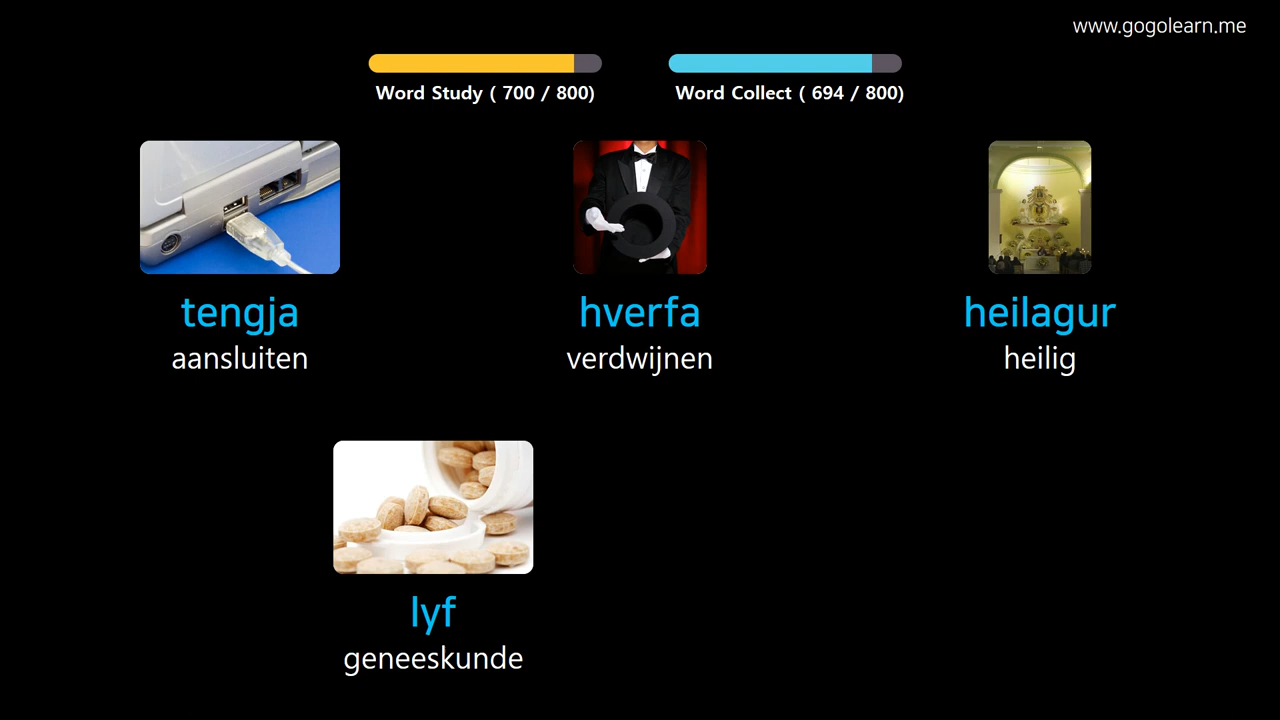 www.gogolearn.me
Word Study ( 700 / 800)
Word Collect ( 694 / 800)
tengja
aansluiten
hverfa
verdwijnen
heilagur
heilig
lyf
geneeskunde